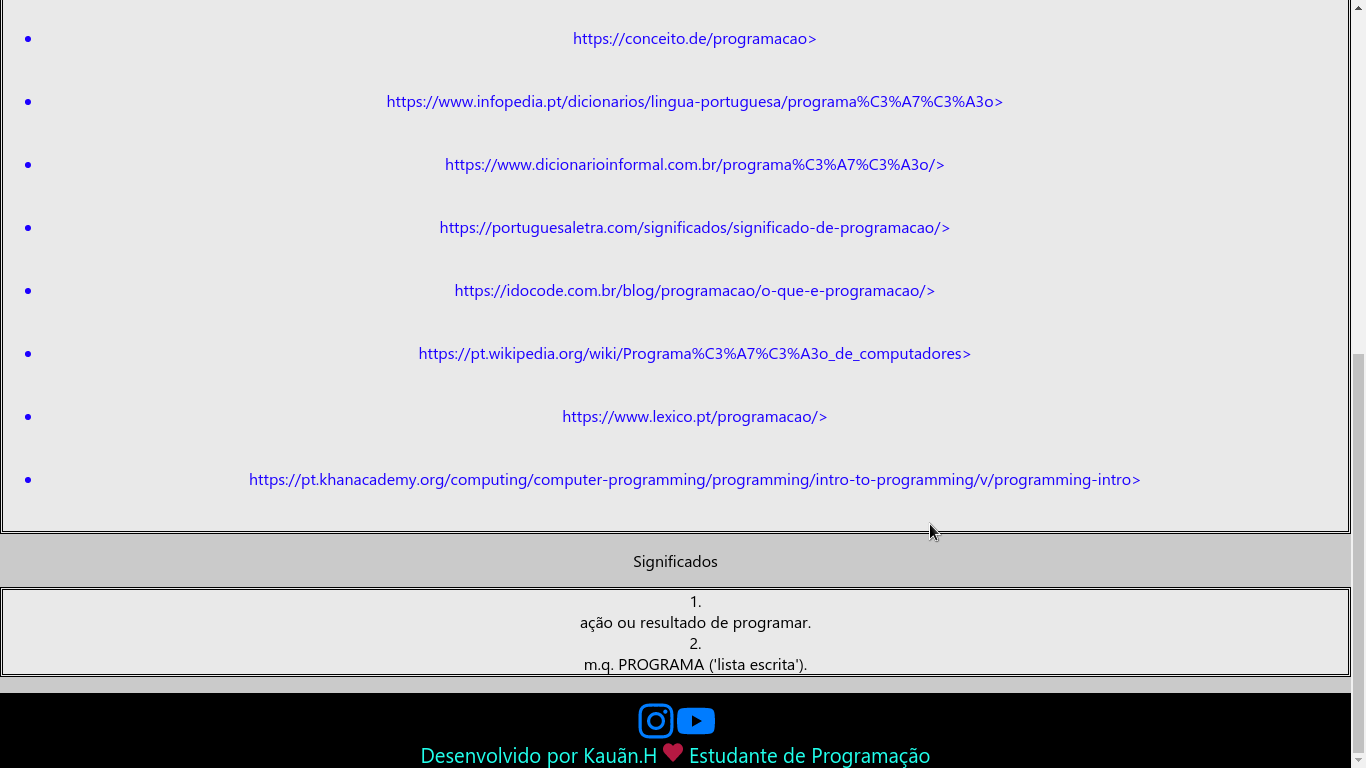 https://conceito.de/programacao>
https://www.infopedia.pt/dicionarios/lingua-portuguesa/programa%C3%A7%C3%A3o>
https://www.dicionarioinformal.com.br/programa%C3%A7%C3%A3o/>
https://portuguesaletra.com/significados/significado-de-programacao/>
https://idocode.com.br/blog/programacao/o-que-e-programacao/>
https://pt.wikipedia.org/wiki/Programa%C3%A7%C3%A3o_de_computadores>
https://www.lexico.pt/programacao/>
https://pt.khanacademy.org/computing/computer-programming/programming/intro-to-programming/v/programming-intro>
Significados
1.
ação ou resultado de programar.
2.
m.q. PROGRAMA ('lista escrita').
Desenvolvido por Kauãn.H ❤ Estudante de Programação